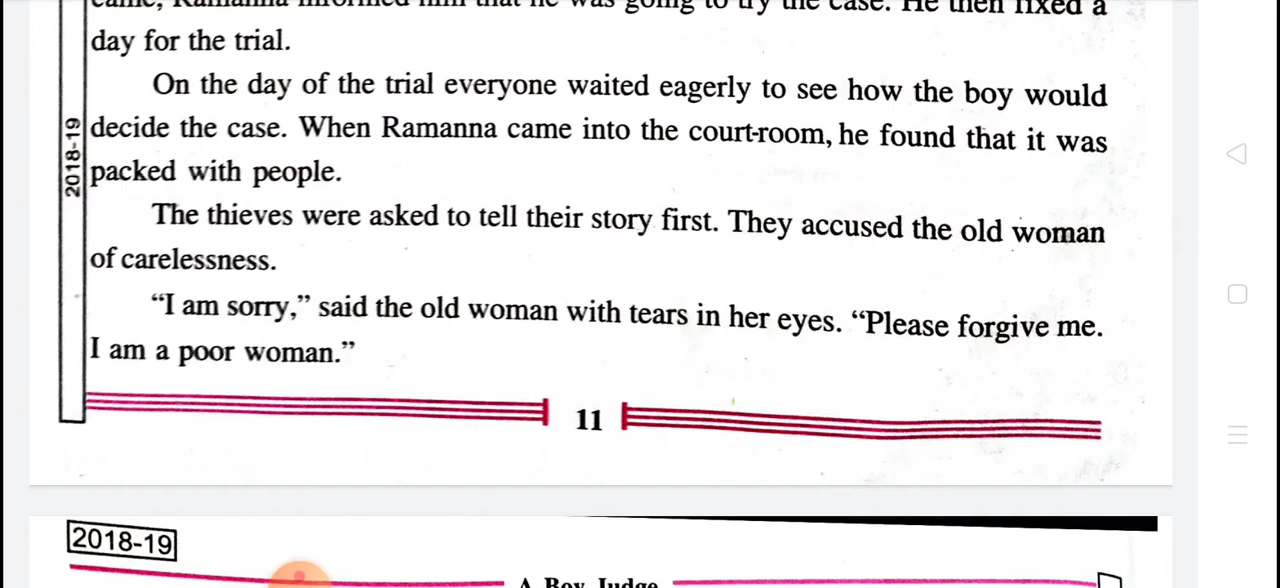 came, Ramanna informed him that he was going to try the case. He then fixed a
day for the trial.
On the day of the trial everyone waited eagerly to see how the boy would
decide the case. When Ramanna came into the court-room, he found that it was
packed with people.
The thieves were asked to tell their story first. They accused the old woman
of carelessness.
“I am sorry,” said the old woman with tears in her eyes. “Please forgive me.
I am a poor woman.”
2018-19
11
2018-19
A Boy Judge